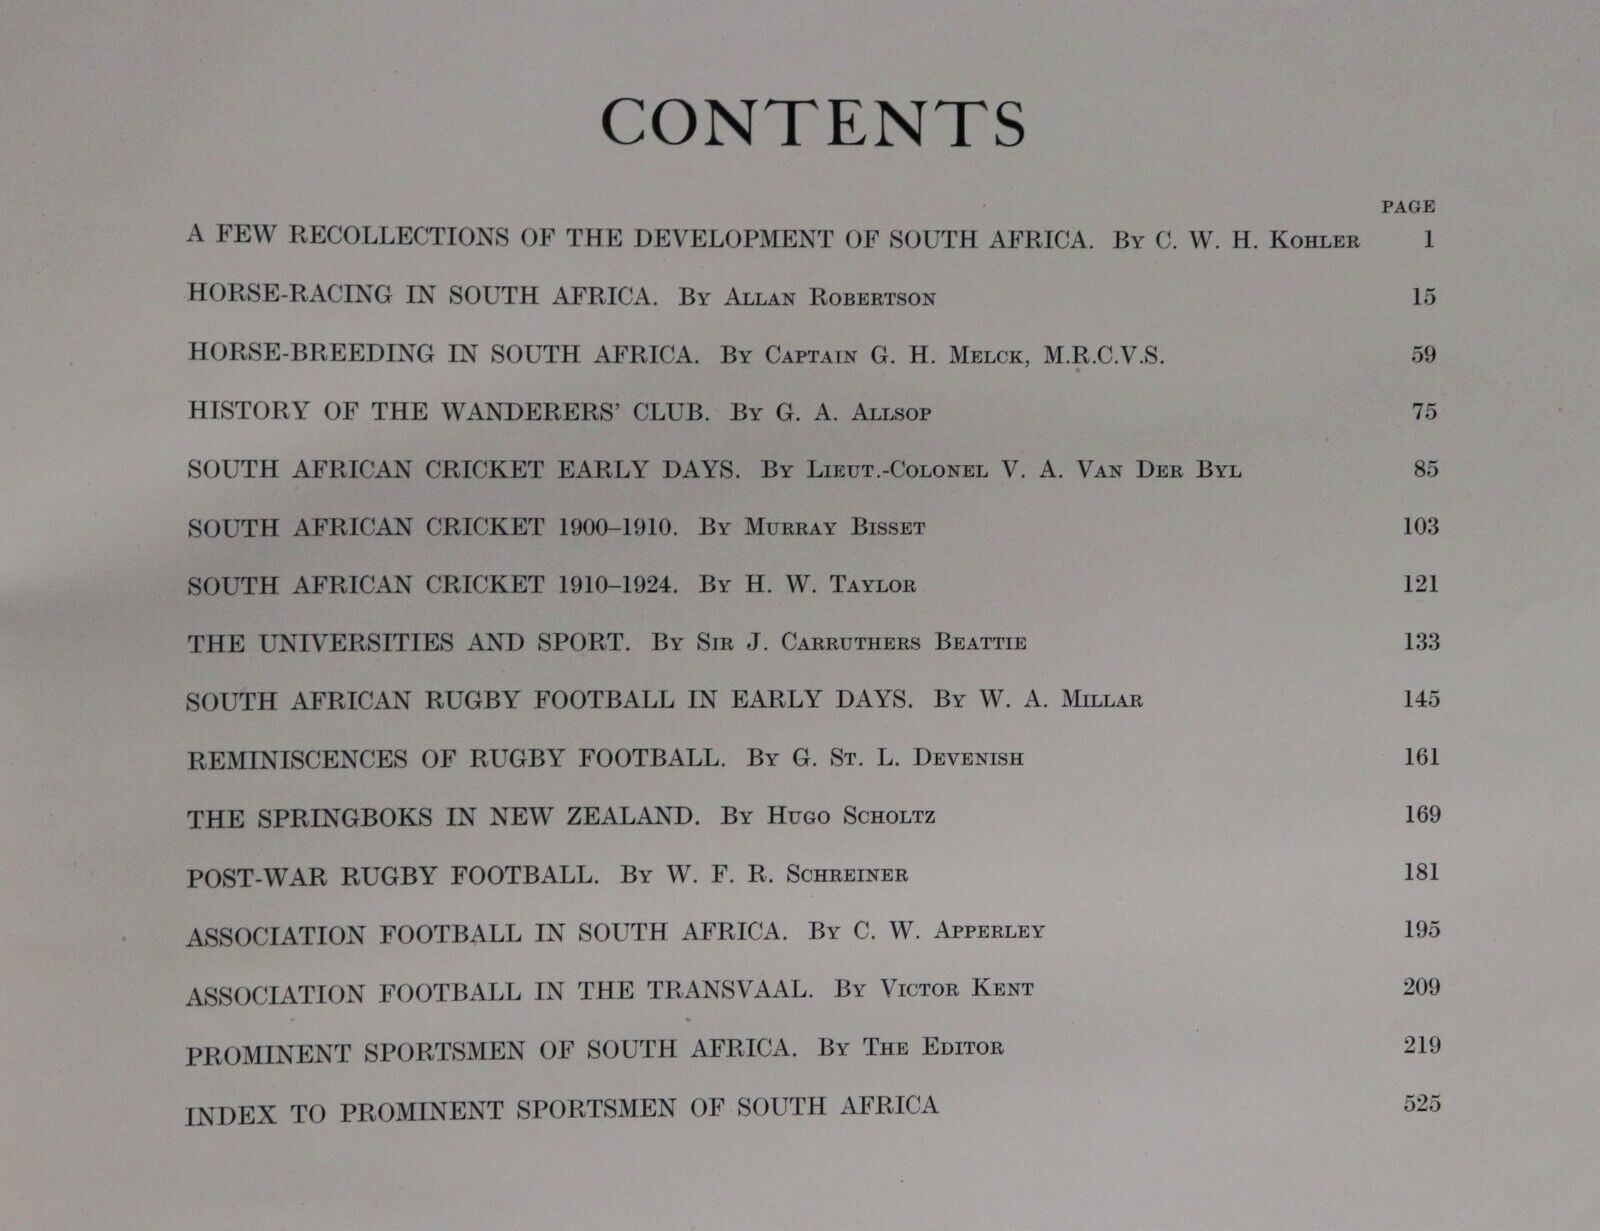 CONTENTS
PAGE
A FEW RECOLLECTIONS OF THE DEVELOPMENT OF SOUTH AFRICA. By C. W. H. Kohler 1
HORSE-RACING IN SOUTH AFRICA. By Allan Robertson 15
HORSE-BREEDING IN SOUTH AFRICA. By Captain G. H. Melck, M.R.C.V.S. 59
HISTORY OF THE WANDERERS' CLUB. By G. A. Allsop 75
SOUTH AFRICAN CRICKET EARLY DAYS. By Lieut.-Colonel V. A. Van Der Byl 85
SOUTH AFRICAN CRICKET 1900–1910. By Murray Bisset 103
SOUTH AFRICAN CRICKET 1910–1924. By H. W. Taylor 121
THE UNIVERSITIES AND SPORT. By Sir J. Carruthers Beattie 133
SOUTH AFRICAN RUGBY FOOTBALL IN EARLY DAYS. By W. A. Millar 145
REMINISCENCES OF RUGBY FOOTBALL. By G. St. L. Devenish 161
THE SPRINGBOKS IN NEW ZEALAND. By Hugo Scholtz 169
POST-WAR RUGBY FOOTBALL. By W. F. R. Schreiner 181
ASSOCIATION FOOTBALL IN SOUTH AFRICA. By C. W. Apperley 195
ASSOCIATION FOOTBALL IN THE TRANSVAAL. By Victor Kent 209
PROMINENT SPORTSMEN OF SOUTH AFRICA. By The Editor 219
INDEX TO PROMINENT SPORTSMEN OF SOUTH AFRICA 525